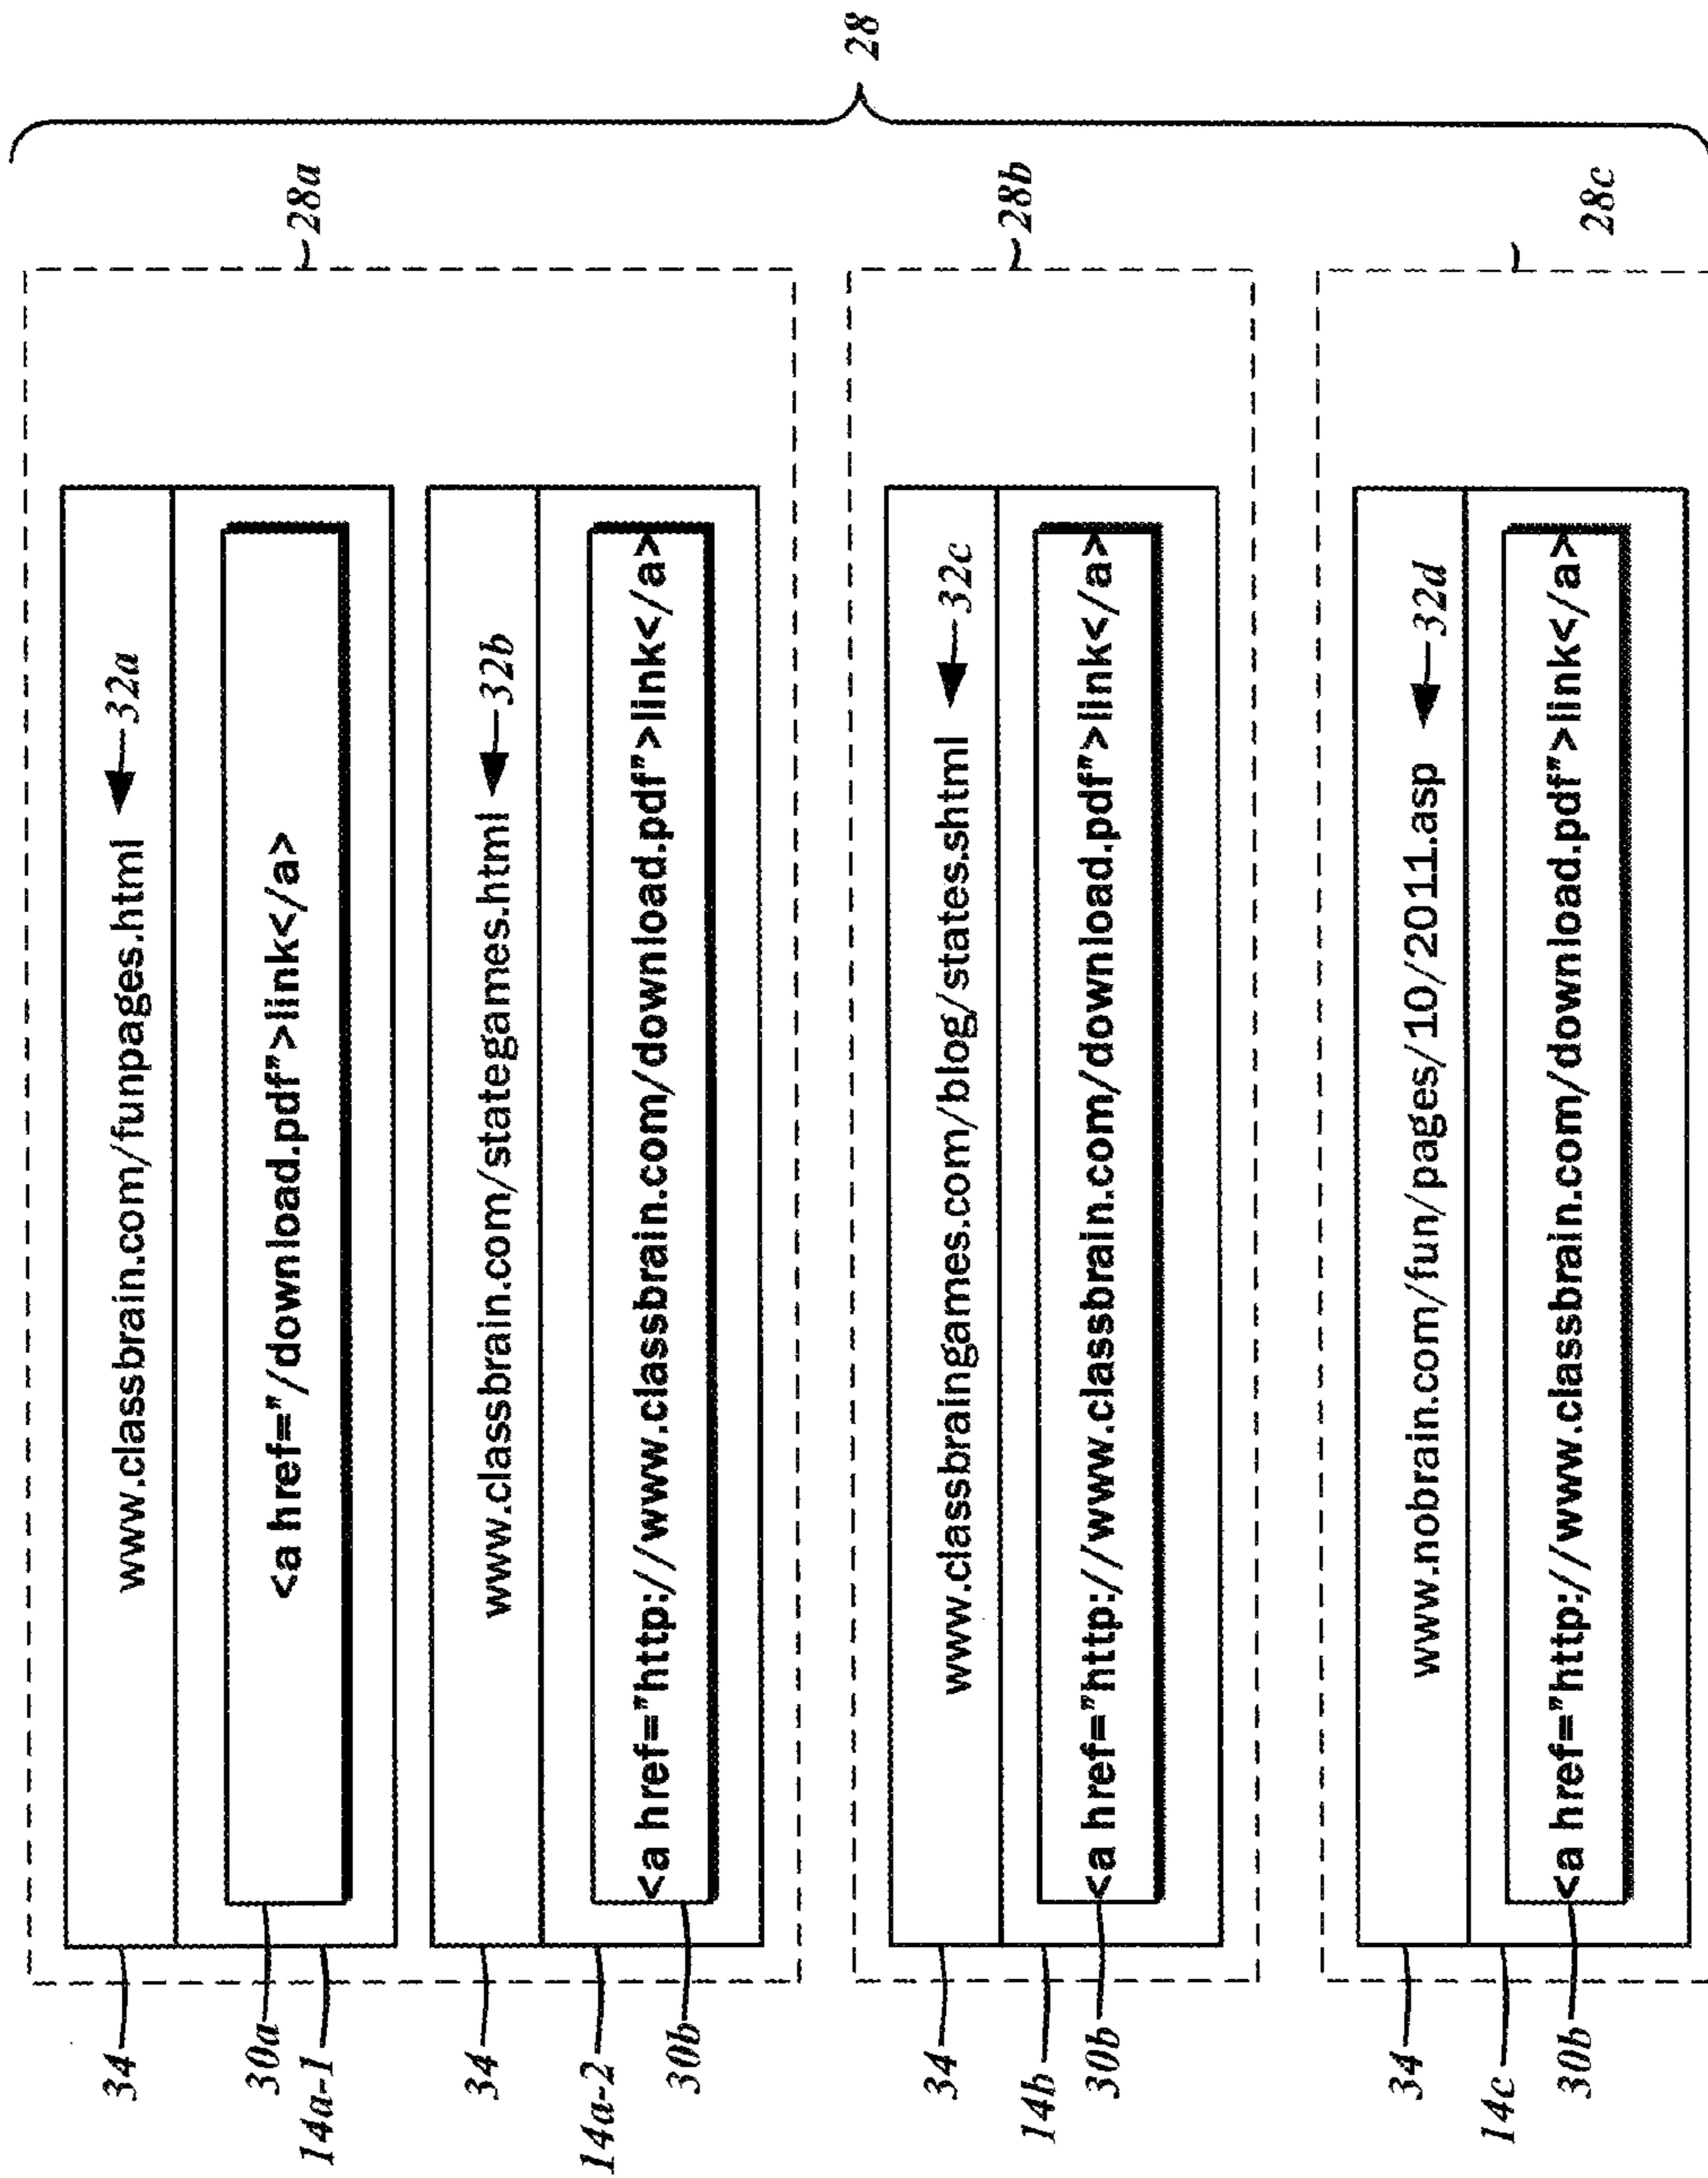 28
28a
34
www.classbrain.com/funpages.html
32a
30a
<a href="/download.pdf">link</a>
14a-1
34
www.classbrain.com/stategames.html
32b
14a-2
<a href="http://www.classbrain.com/download.pdf">link</a>
30b
28b
34
www.classbraingames.com/blog/states.shtml
32c
14b
<a href="http://www.classbrain.com/download.pdf">link</a>
30b
28c
34
www.nobrain.com/fun/pages/10/2011.asp
32d
14c
<a href="http://www.classbrain.com/download.pdf">link</a>
30b